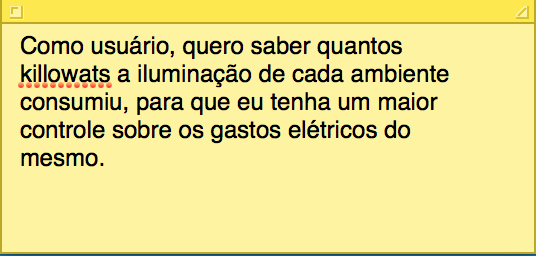 Como usuário, quero saber quantos
killowats a iluminação de cada ambiente
consumiu, para que eu tenha um maior
controle sobre os gastos elétricos do
mesmo.